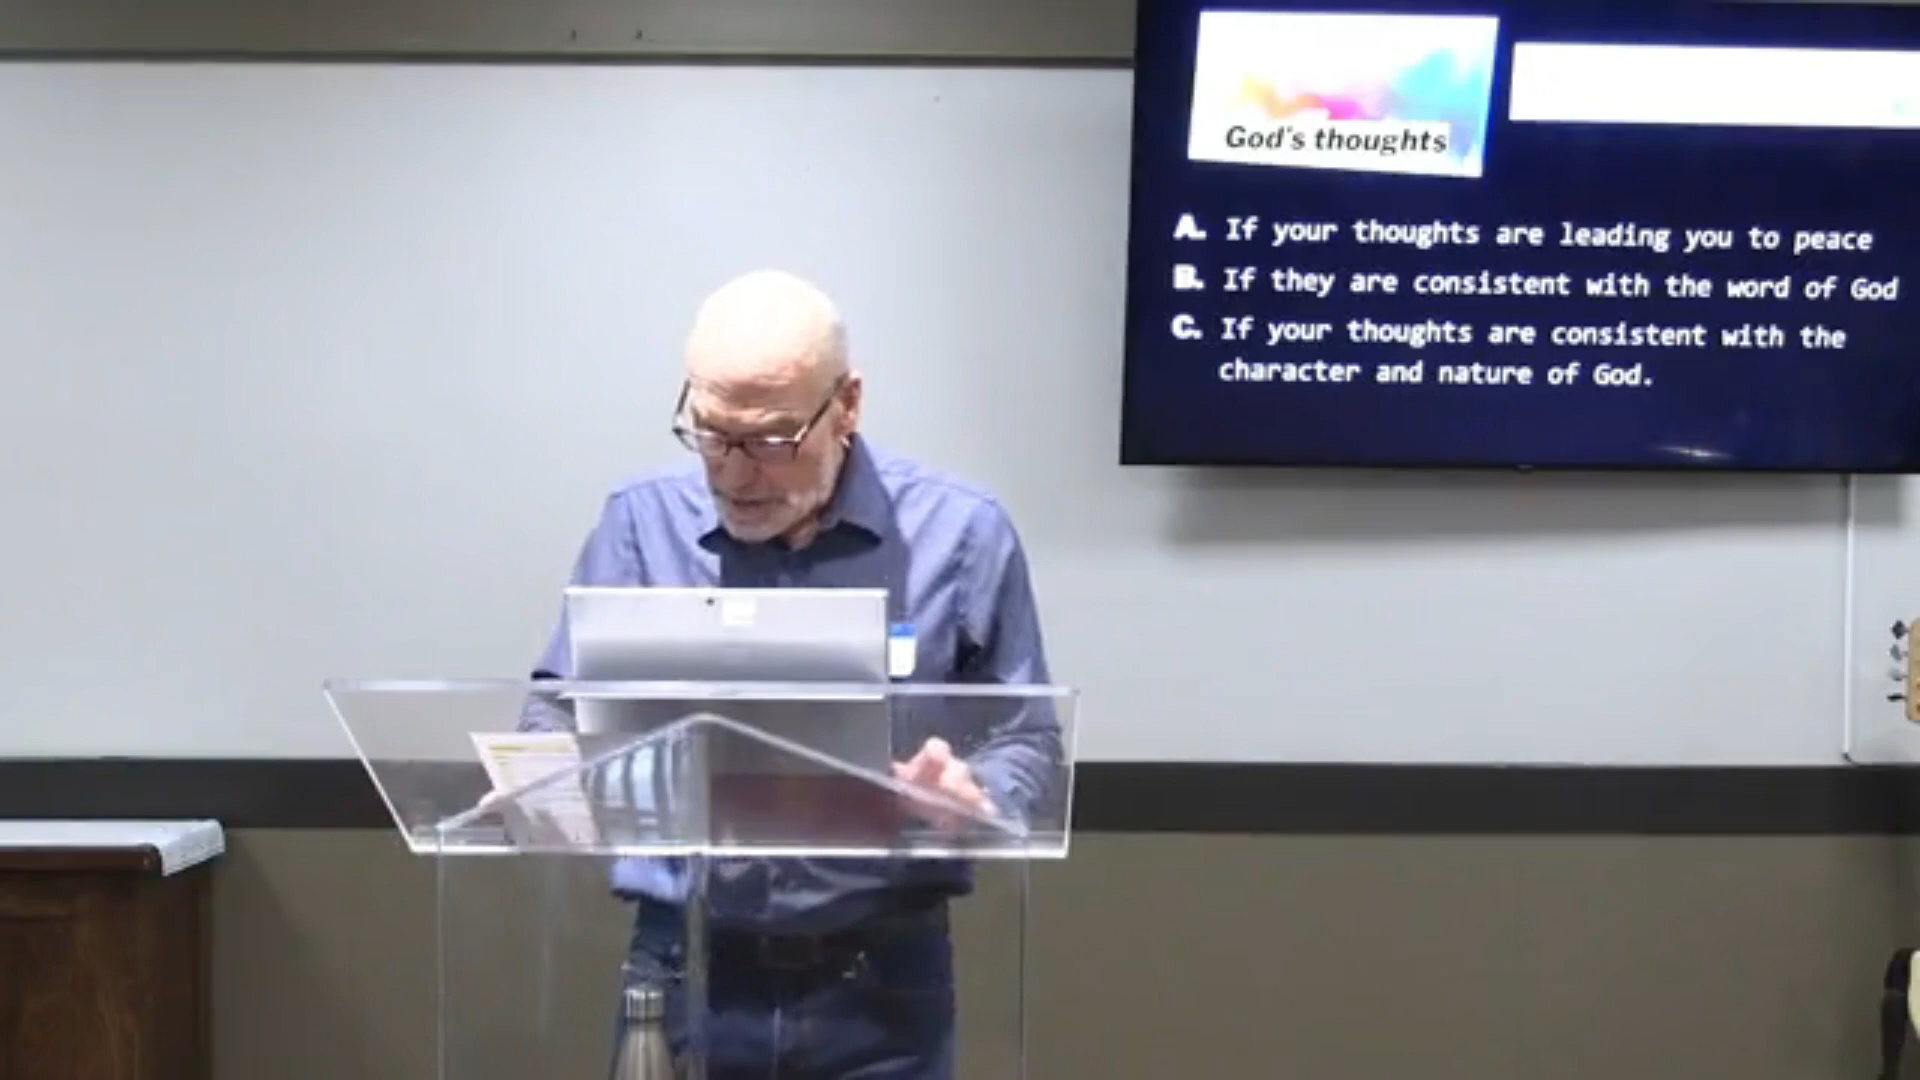 God's thoughts
A. If your thoughts are leading you to peace
B. If they are consistent with the word of God
C. If your thoughts are consistent with the
character and nature of God.